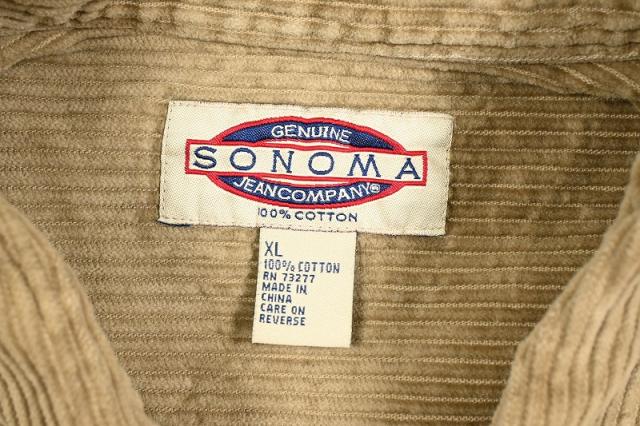 GENUINE
SONOMA
JEANCOMPANY®
100% COTTON
XL
100% COTTON
RN 73277
MADE IN
CHINA
CARE ON
REVERSE